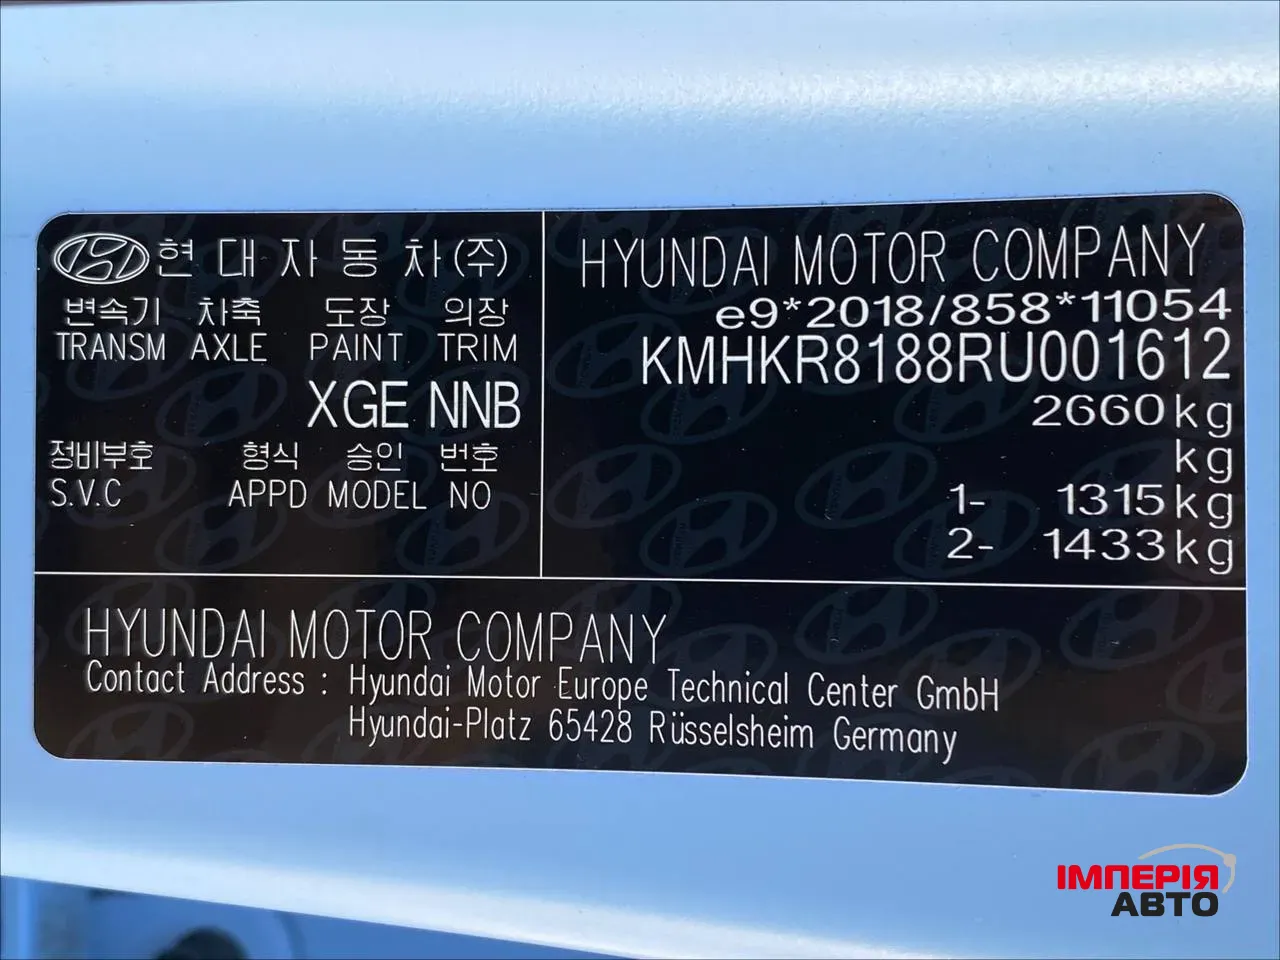 현대자동차(주)
변속기 차축 도장 의장
TRANSM AXLE PAINT TRIM
XGE NNB
정비부호 형식 승인 번호
S.V.C APPD MODEL NO
HYUNDAI MOTOR COMPANY
e9*2018/858*11054
KMHKR8188RU001612
2660kg
kg
1- 1315kg
2- 1433kg
HYUNDAI MOTOR COMPANY
Contact Address : Hyundai Motor Europe Technical Center GmbH
Hyundai-Platz 65428 Rüsselsheim Germany
ІМПЕРІЯ
АВТО